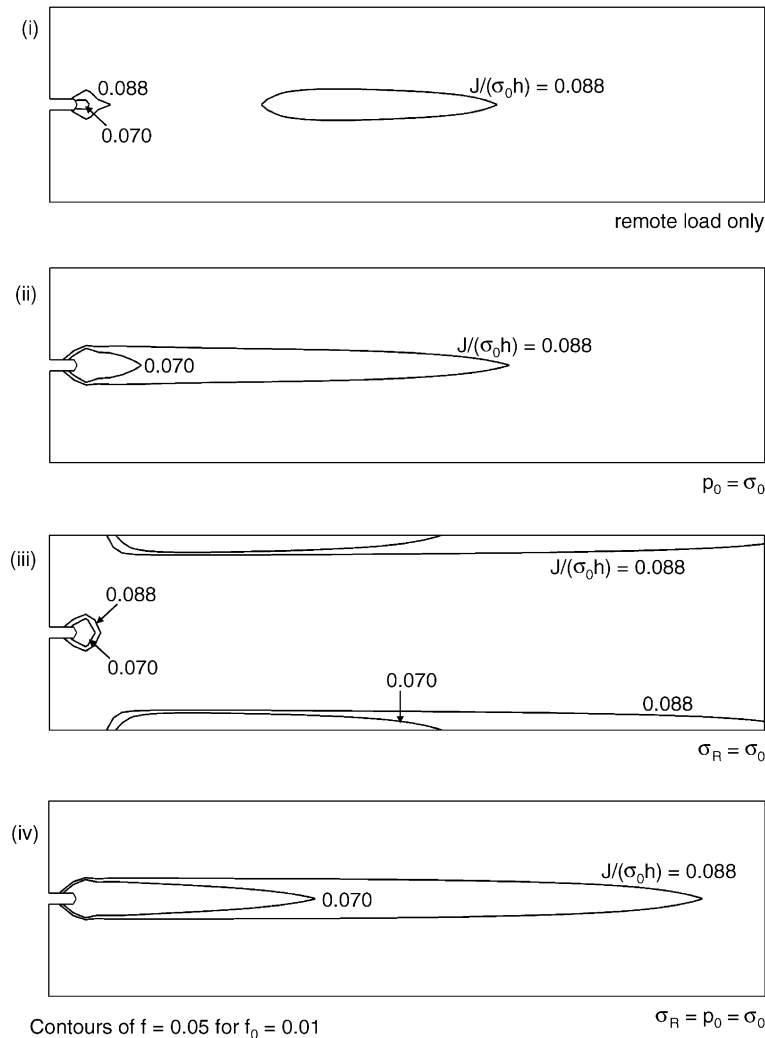 (i)
0.088
J/(σ₀h) = 0.088
0.070
remote load only
(ii)
J/(σ₀h) = 0.088
0.070
p₀ = σ₀
(iii)
J/(σ₀h) = 0.088
0.088
0.070
0.070
0.088
σ_R = σ₀
(iv)
J/(σ₀h) = 0.088
0.070
σ_R = p₀ = σ₀
Contours of f = 0.05 for f₀ = 0.01